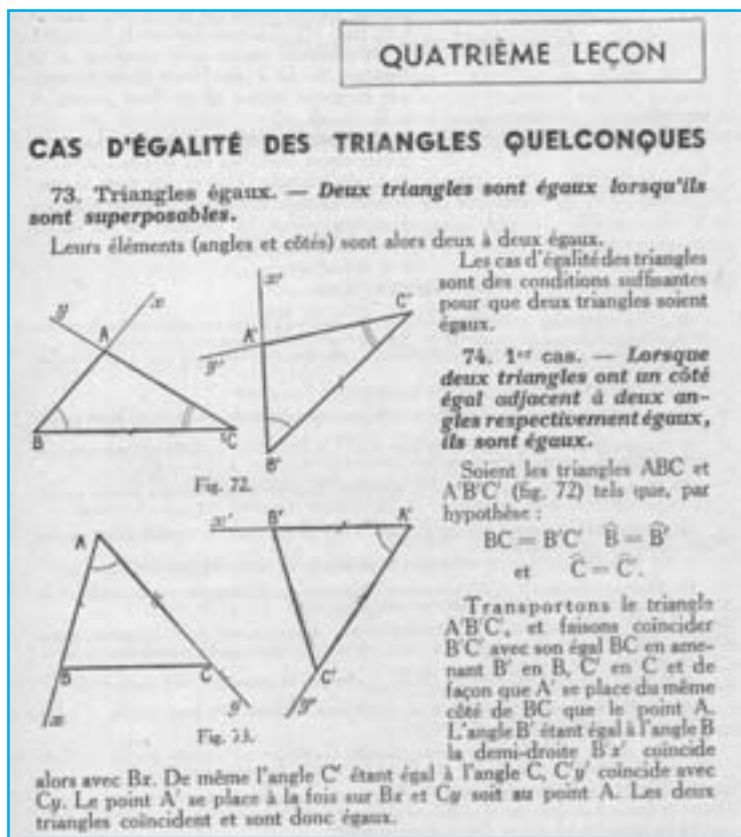 QUATRIÈME LEÇON
CAS D'ÉGALITÉ DES TRIANGLES QUELCONQUES
73. Triangles égaux. — Deux triangles sont égaux lorsqu'ils
sont superposables.
Leurs éléments (angles et côtés) sont alors deux à deux égaux.
Les cas d'égalité des triangles
sont des conditions suffisantes
pour que deux triangles soient
égaux.
y
x
A
B
C
x'
C'
A'
y'
B'
Fig. 72.
74. 1er cas. — Lorsque
deux triangles ont un côté
égal adjacent à deux an-
gles respectivement égaux,
ils sont égaux.
Soient les triangles ABC et
A'B'C' (fig. 72) tels que, par
hypothèse :
BC = B'C' B̂ = B̂'
et Ĉ = Ĉ'.
A
B
C
x
y
x'
B'
A'
C'
y'
Fig. 73.
Transportons le triangle
A'B'C', et faisons coïncider
B'C' avec son égal BC en ame-
nant B' en B, C' en C et de
façon que A' se place du même
côté de BC que le point A.
L'angle B' étant égal à l'angle B
la demi-droite B'x' coïncide
alors avec Bx. De même l'angle C' étant égal à l'angle C, C'y' coïncide avec
Cy. Le point A' se place à la fois sur Bx et Cy soit au point A. Les deux
triangles coïncident et sont donc égaux.